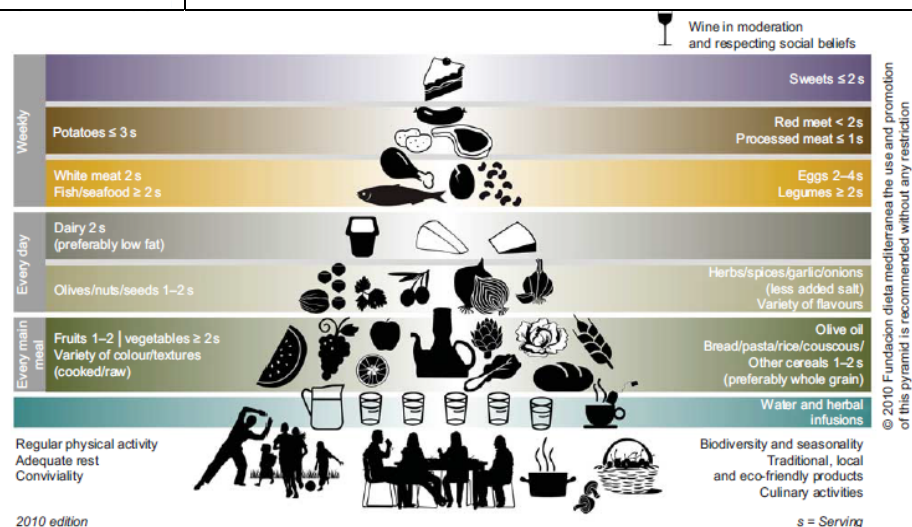 Wine in moderation
and respecting social beliefs
Weekly
Sweets ≤ 2 s
Potatoes ≤ 3 s
Red meet < 2s
Processed meat ≤ 1s
White meat 2 s
Fish/seafood ≥ 2 s
Eggs 2–4s
Legumes ≥ 2s
Every day
Dairy 2 s
(preferably low fat)
Olives/nuts/seeds 1–2 s
Herbs/spices/garlic/onions
(less added salt)
Variety of flavours
Every main
meal
Fruits 1–2 | vegetables ≥ 2s
Variety of colour/textures
(cooked/raw)
Olive oil
Bread/pasta/rice/couscous/
Other cereals 1–2 s
(preferably whole grain)
Water and herbal
infusions
Regular physical activity
Adequate rest
Conviviality
Biodiversity and seasonality
Traditional, local
and eco-friendly products
Culinary activities
2010 edition
s = Serving
© 2010 Fundacion dieta mediterranea the use and promotion
of this pyramid is recommended without any restriction